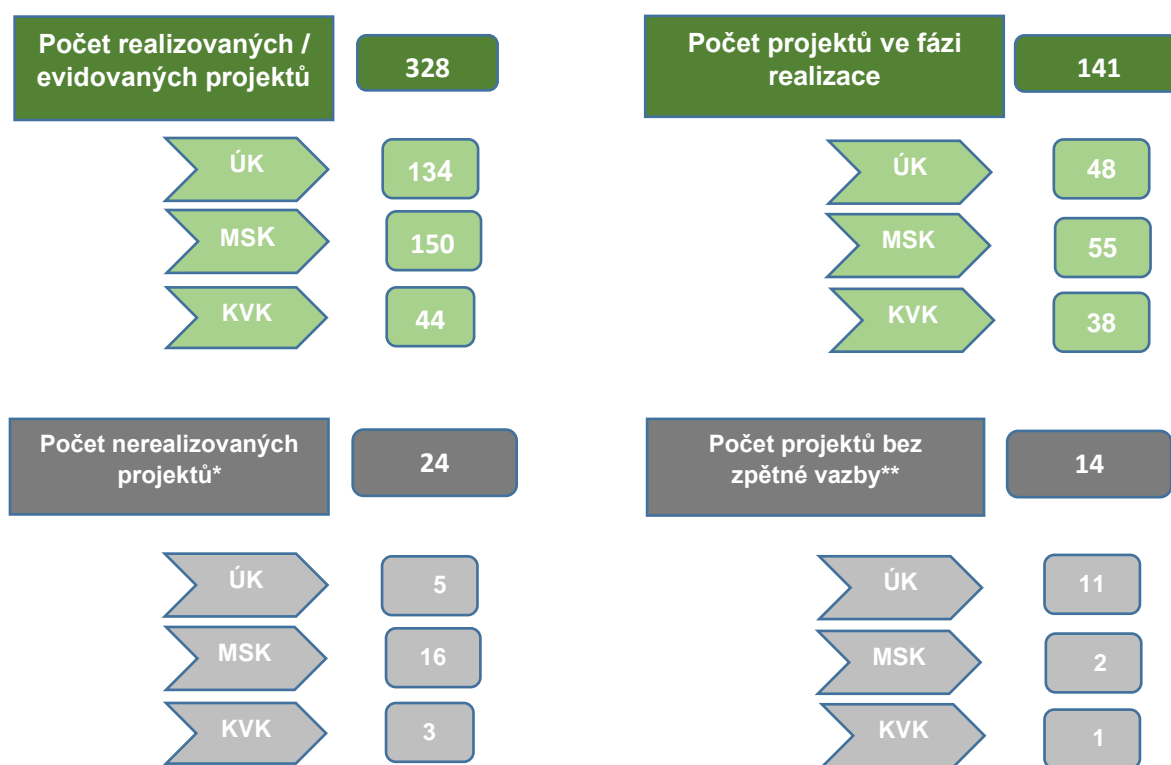 Počet realizovaných /
evidovaných projektů
328
ÚK
134
MSK
150
KVK
44
Počet projektů ve fázi
realizace
141
ÚK
48
MSK
55
KVK
38
Počet nerealizovaných
projektů*
24
ÚK
5
MSK
16
KVK
3
Počet projektů bez
zpětné vazby**
14
ÚK
11
MSK
2
KVK
1